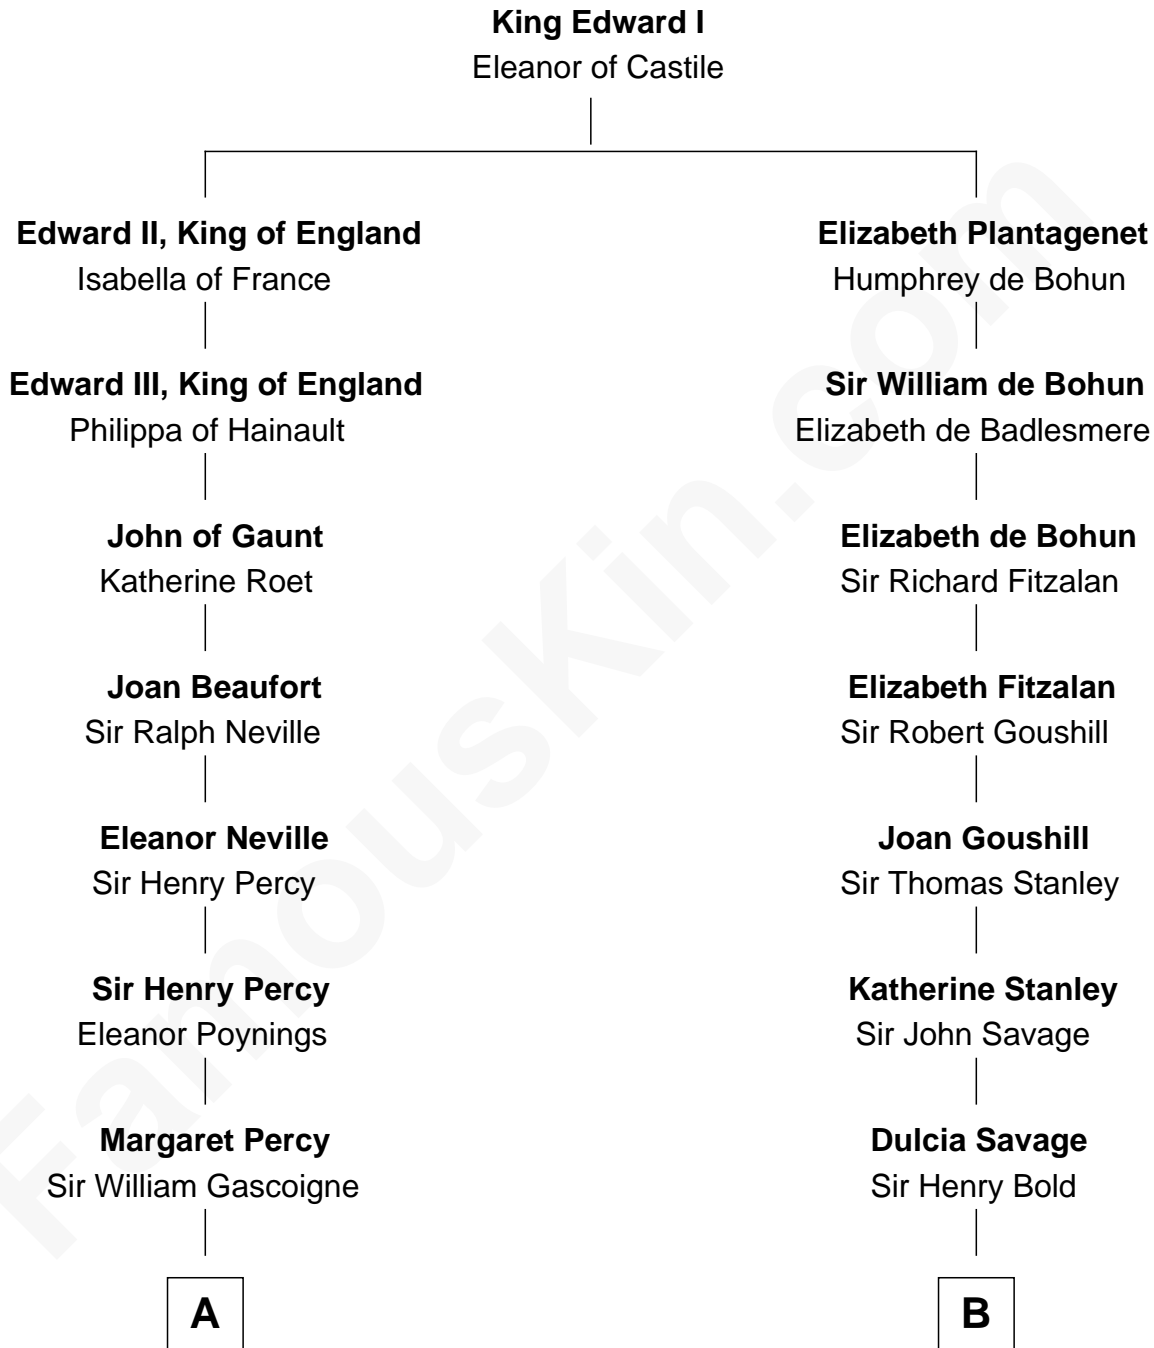 King Edward I
Eleanor of Castile
Edward II, King of England
Isabella of France
Elizabeth Plantagenet
Humphrey de Bohun
Edward III, King of England
Philippa of Hainault
Sir William de Bohun
Elizabeth de Badlesmere
John of Gaunt
Katherine Roet
Elizabeth de Bohun
Sir Richard Fitzalan
Joan Beaufort
Sir Ralph Neville
Elizabeth Fitzalan
Sir Robert Goushill
Eleanor Neville
Sir Henry Percy
Joan Goushill
Sir Thomas Stanley
Sir Henry Percy
Eleanor Poynings
Katherine Stanley
Sir John Savage
Margaret Percy
Sir William Gascoigne
Dulcia Savage
Sir Henry Bold
A
B
FamousKin.com